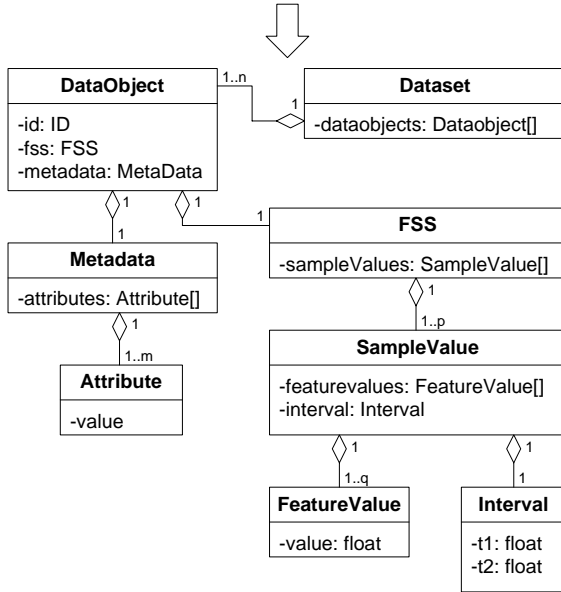 DataObject
-id: ID
-fss: FSS
-metadata: MetaData
1..n
1
Dataset
-dataobjects: Dataobject[]
1
1
1
1
Metadata
-attributes: Attribute[]
FSS
-sampleValues: SampleValue[]
1
1..m
1
1..p
Attribute
-value
SampleValue
-featurevalues: FeatureValue[]
-interval: Interval
1
1
1..q
1
FeatureValue
-value: float
Interval
-t1: float
-t2: float